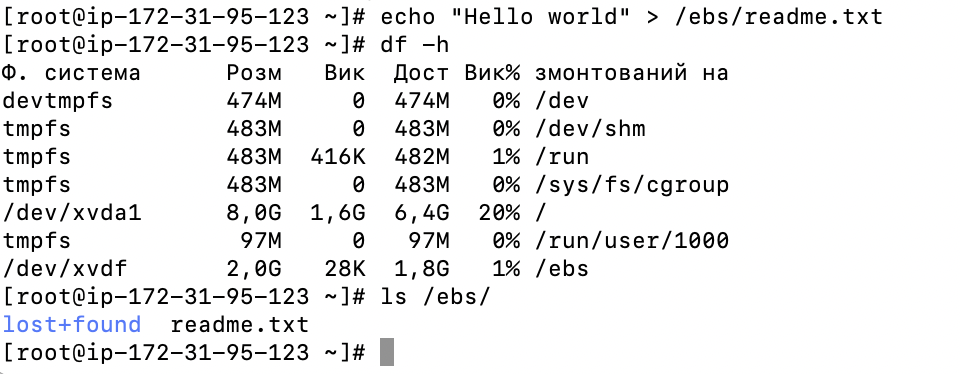 [root@ip-172-31-95-123 ~]# echo "Hello world" > /ebs/readme.txt
[root@ip-172-31-95-123 ~]# df -h
Ф. система      Розм   Вик  Дост Вик% змонтований на
devtmpfs        474M     0  474M   0% /dev
tmpfs           483M     0  483M   0% /dev/shm
tmpfs           483M  416K  482M   1% /run
tmpfs           483M     0  483M   0% /sys/fs/cgroup
/dev/xvda1      8,0G  1,6G  6,4G  20% /
tmpfs            97M     0   97M   0% /run/user/1000
/dev/xvdf       2,0G   28K  1,8G   1% /ebs
[root@ip-172-31-95-123 ~]# ls /ebs/
lost+found  readme.txt
[root@ip-172-31-95-123 ~]#